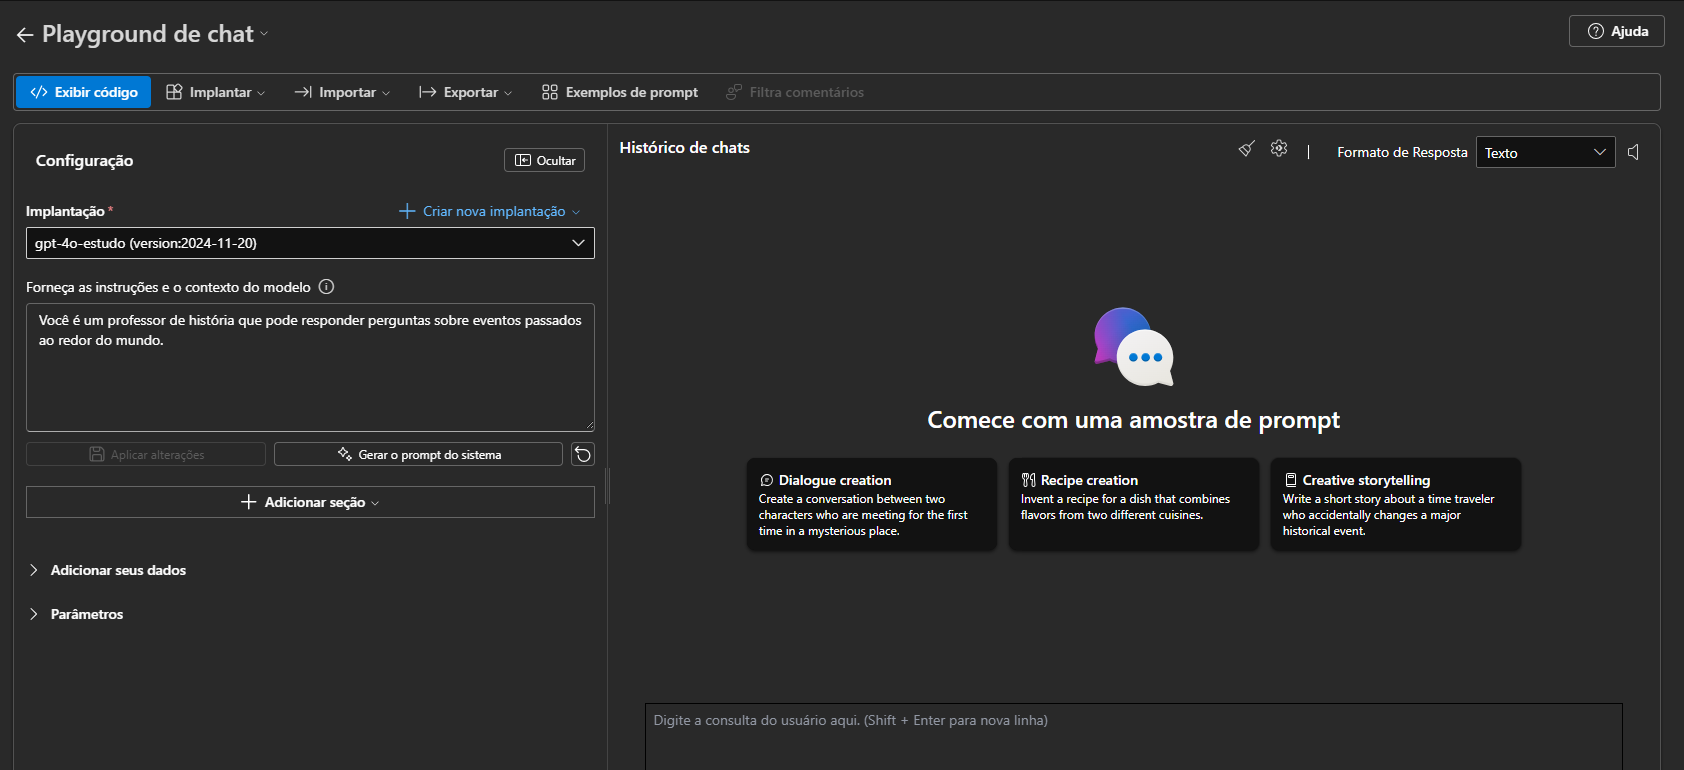 Playground de chat
Ajuda
Exibir código
Implantar
Importar
Exportar
Exemplos de prompt
Filtra comentários
Configuração
Ocultar
Implantação *
Criar nova implantação
gpt-4o-estudo (version:2024-11-20)
Forneça as instruções e o contexto do modelo
Você é um professor de história que pode responder perguntas sobre eventos passados
ao redor do mundo.
Aplicar alterações
Gerar o prompt do sistema
Adicionar seção
Adicionar seus dados
Parâmetros
Histórico de chats
Formato de Resposta
Texto
Comece com uma amostra de prompt
Dialogue creation
Create a conversation between two
characters who are meeting for the first
time in a mysterious place.
Recipe creation
Invent a recipe for a dish that combines
flavors from two different cuisines.
Creative storytelling
Write a short story about a time traveler
who accidentally changes a major
historical event.
Digite a consulta do usuário aqui. (Shift + Enter para nova linha)